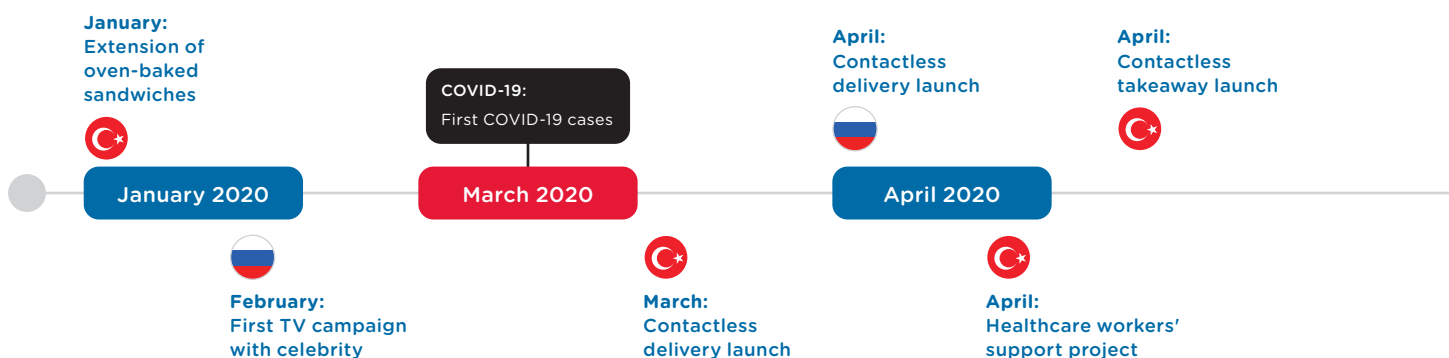 January:
Extension of
oven-baked
sandwiches
COVID-19:
First COVID-19 cases
April:
Contactless
delivery launch
April:
Contactless
takeaway launch
January 2020
March 2020
April 2020
February:
First TV campaign
with celebrity
March:
Contactless
delivery launch
April:
Healthcare workers'
support project